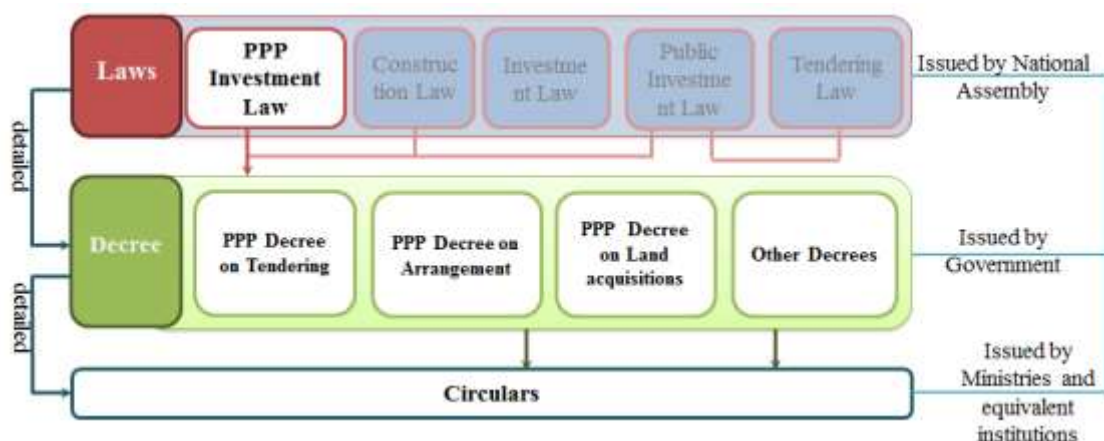 Laws
PPP
Investment
Law
Construc
tion Law
Investme
nt Law
Public
Investme
nt Law
Tendering
Law
Issued by National
Assembly
detailed
Decree
PPP Decree
on Tendering
PPP Decree on
Arrangement
PPP Decree
on Land
acquisitions
Other Decrees
Issued by
Government
detailed
Circulars
Issued by
Ministries and
equivalent
institutions